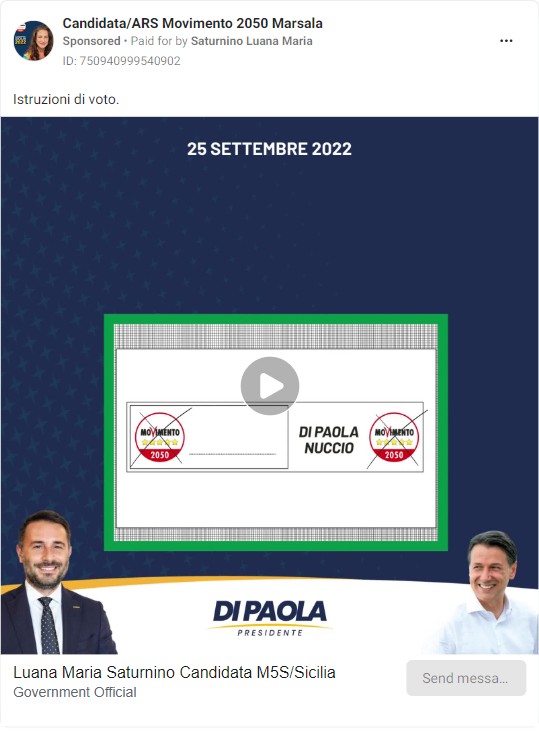 Candidata/ARS Movimento 2050 Marsala
Sponsored • Paid for by Saturnino Luana Maria
ID: 750940999540902
Istruzioni di voto.
25 SETTEMBRE 2022
MOVIMENTO
2050
DI PAOLA
NUCCIO
MOVIMENTO
2050
DI PAOLA
PRESIDENTE
Luana Maria Saturnino Candidata M5S/Sicilia
Government Official
Send messa...